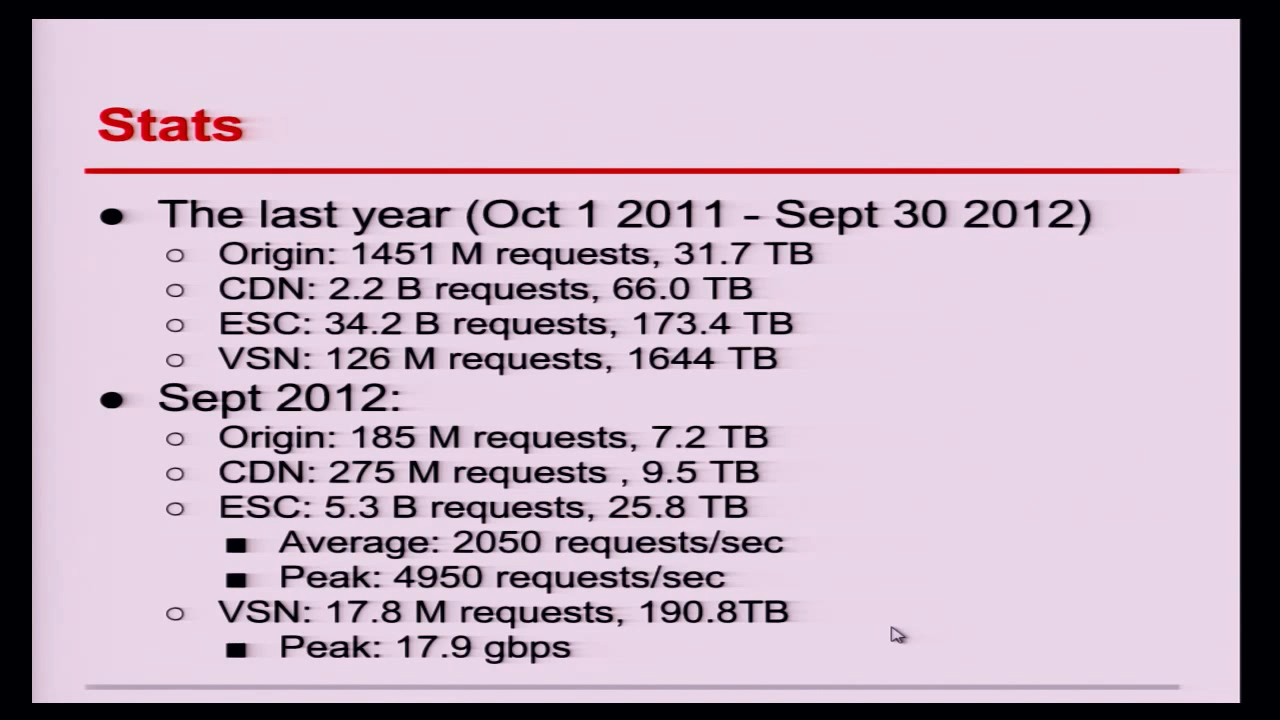 Stats
● The last year (Oct 1 2011 - Sept 30 2012)
○ Origin: 1451 M requests, 31.7 TB
○ CDN: 2.2 B requests, 66.0 TB
○ ESC: 34.2 B requests, 173.4 TB
○ VSN: 126 M requests, 1644 TB
● Sept 2012:
○ Origin: 185 M requests, 7.2 TB
○ CDN: 275 M requests , 9.5 TB
○ ESC: 5.3 B requests, 25.8 TB
■ Average: 2050 requests/sec
■ Peak: 4950 requests/sec
○ VSN: 17.8 M requests, 190.8TB
■ Peak: 17.9 gbps